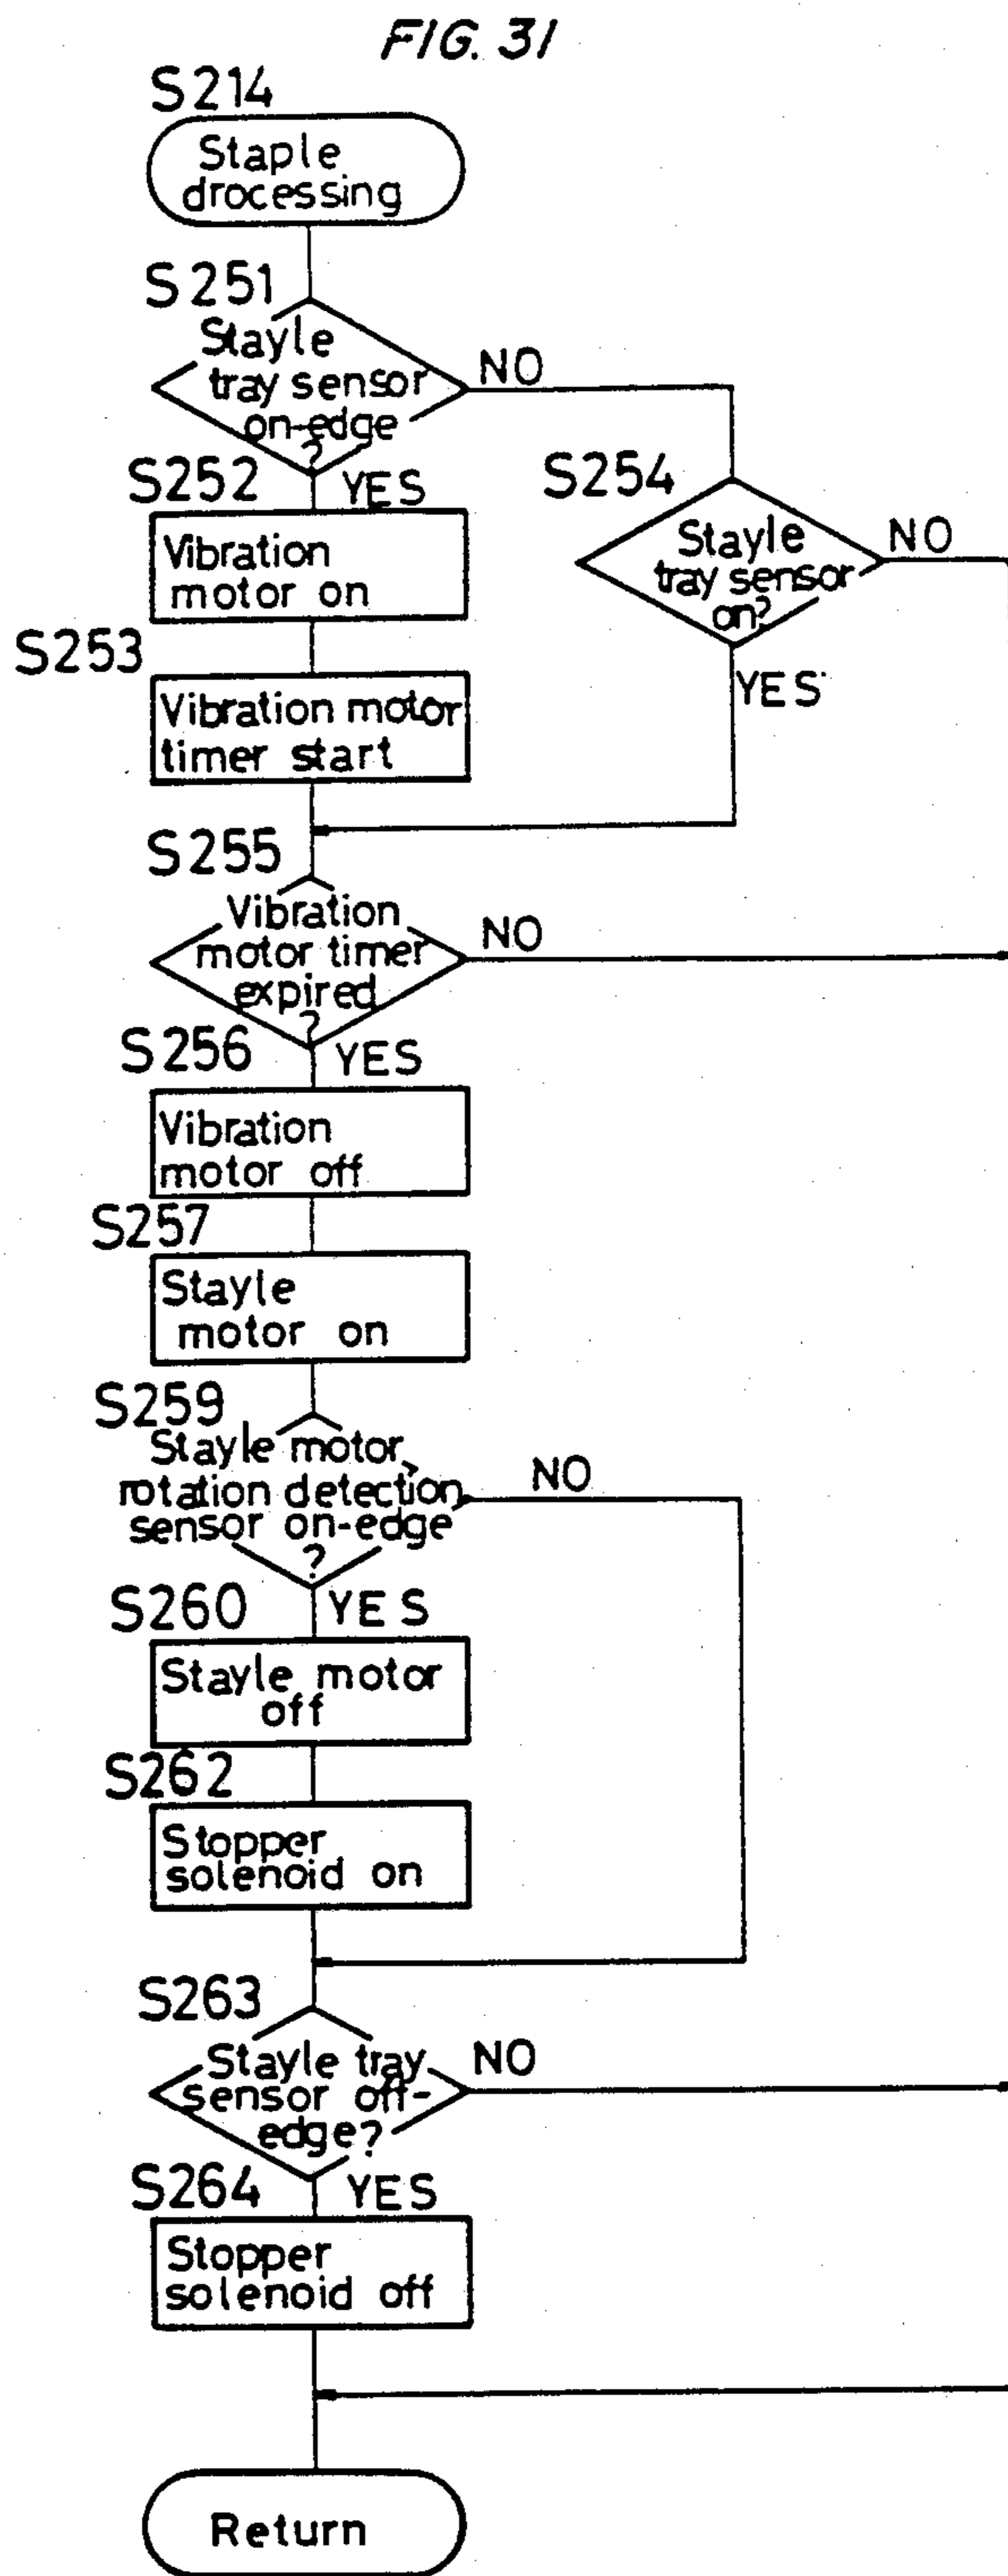 FIG. 31
S214
Staple
drocessing
S251
Stayle
tray sensor
on-edge
?
NO
YES
S252
Vibration
motor on
S254
Stayle
tray sensor
on?
NO
YES
S253
Vibration motor
timer start
S255
Vibration
motor timer
expired
?
NO
YES
S256
Vibration
motor off
S257
Stayle
motor on
S259
Stayle motor
rotation detection
sensor on-edge
?
NO
YES
S260
Stayle motor
off
S262
Stopper
solenoid on
S263
Stayle tray
sensor off-
edge?
NO
YES
S264
Stopper
solenoid off
Return